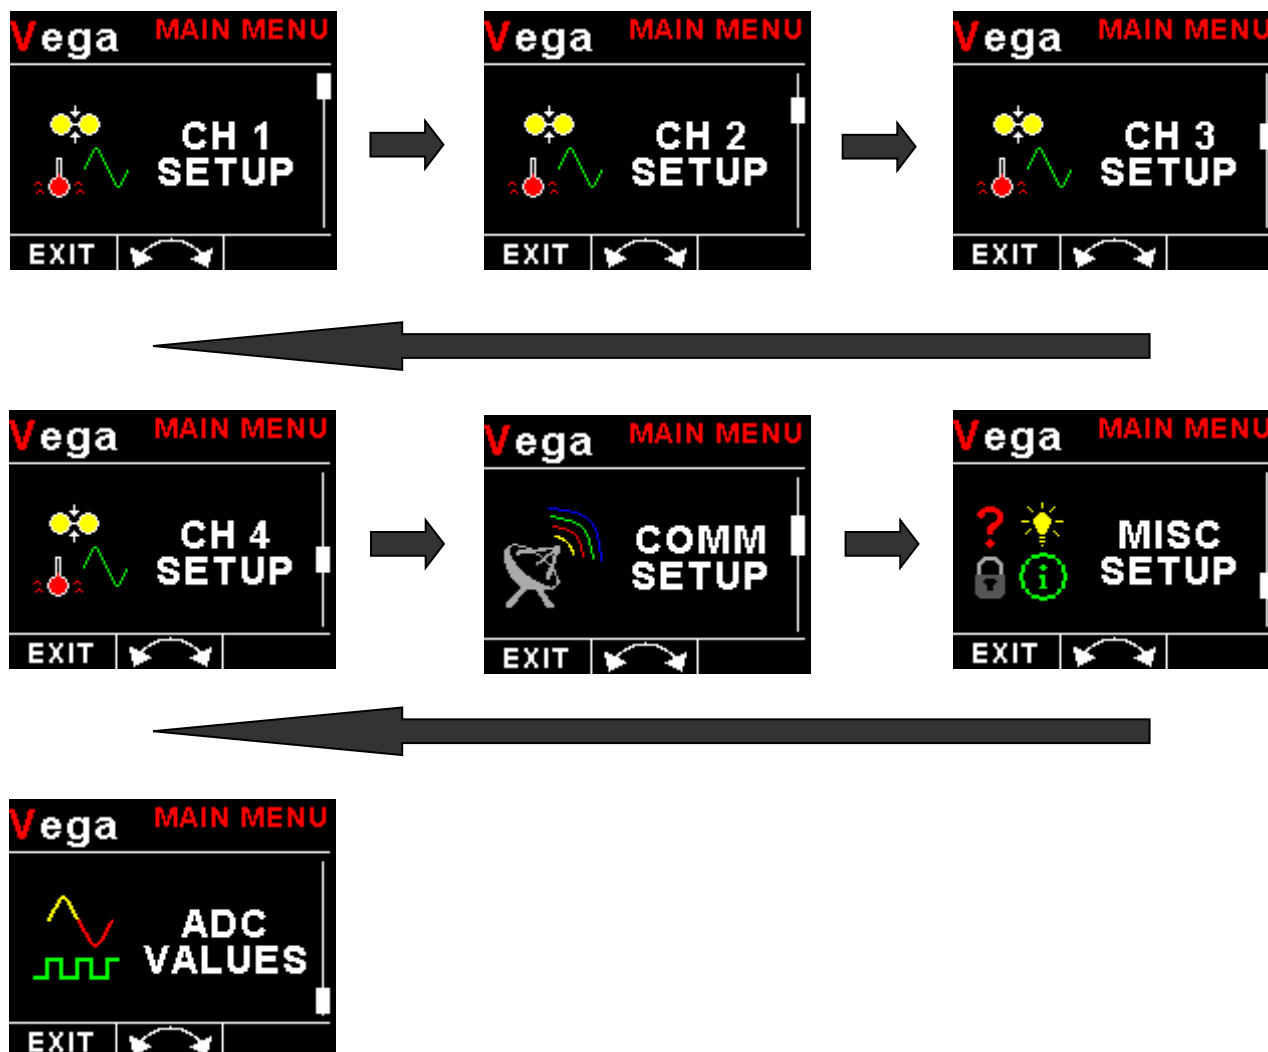 Vega MAIN MENU
CH 1
SETUP
EXIT
Vega MAIN MENU
CH 2
SETUP
EXIT
Vega MAIN MENU
CH 3
SETUP
EXIT
Vega MAIN MENU
CH 4
SETUP
EXIT
Vega MAIN MENU
COMM
SETUP
EXIT
Vega MAIN MENU
? MISC
i SETUP
EXIT
Vega MAIN MENU
ADC
VALUES
EXIT